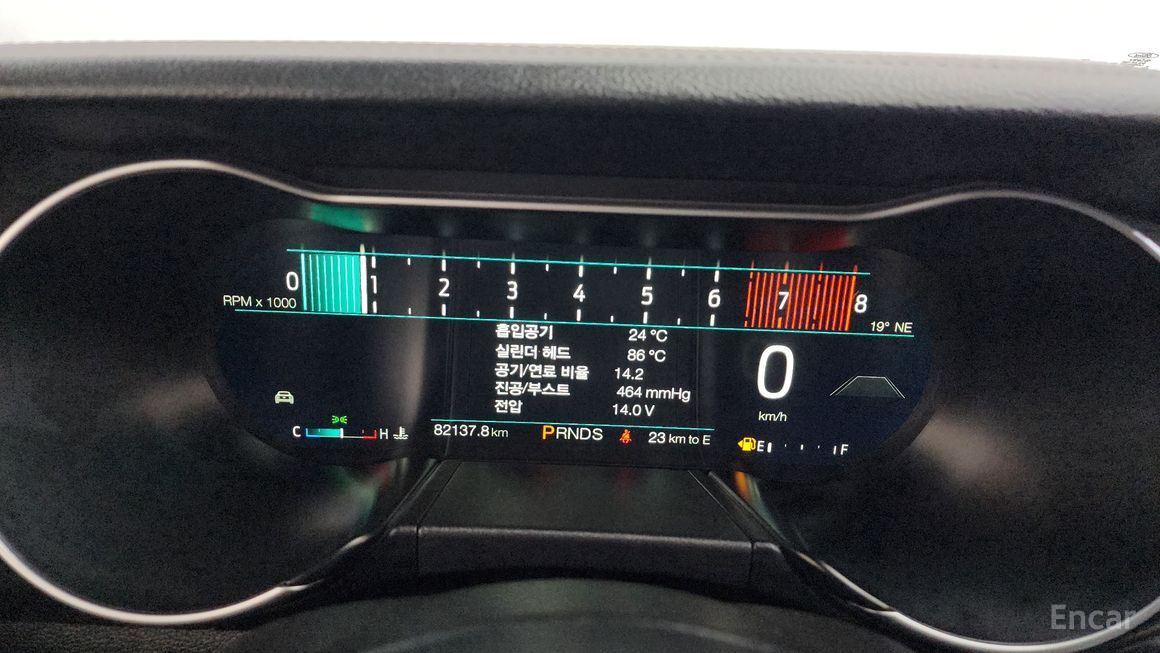 0 1 2 3 4 5 6 7 8
RPM x 1000
19° NE
흡입공기 24 °C
실린더 헤드 86 °C
공기/연료 비율 14.2
진공/부스트 464 mmHg
전압 14.0 V
0
km/h
C H
82137.8 km PRNDS 23 km to E
E F
Encar